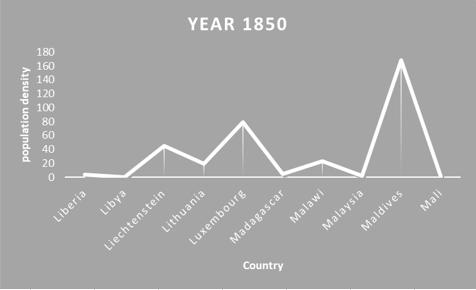 YEAR 1850
population density
180
160
140
120
100
80
60
40
20
0
Liberia
Libya
Liechtenstein
Lithuania
Luxembourg
Madagascar
Malawi
Malaysia
Maldives
Mali
Country